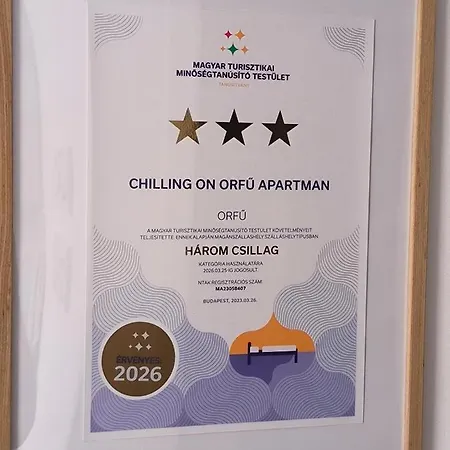 MAGYAR TURISZTIKAI
MINŐSÉGTANÚSÍTÓ TESTÜLET
CHILLING ON ORFŰ APARTMAN
ORFŰ
A MAGYAR TURISZTIKAI MINŐSÉGTANÚSÍTÓ TESTÜLET KÖVETELMÉNYEIT
TELJESÍTETTE. ENNEK ALAPJÁN MAGÁNSZÁLLÁSHELY SZÁLLÁSHELYTÍPUSBAN
HÁROM CSILLAG
KATEGÓRIA HASZNÁLATÁRA
2026.03.25-IG JOGOSULT.
NTAK REGISZTRÁCIÓS SZÁM:
MA23058407
BUDAPEST, 2023.03.26.
ÉRVÉNYES:
2026